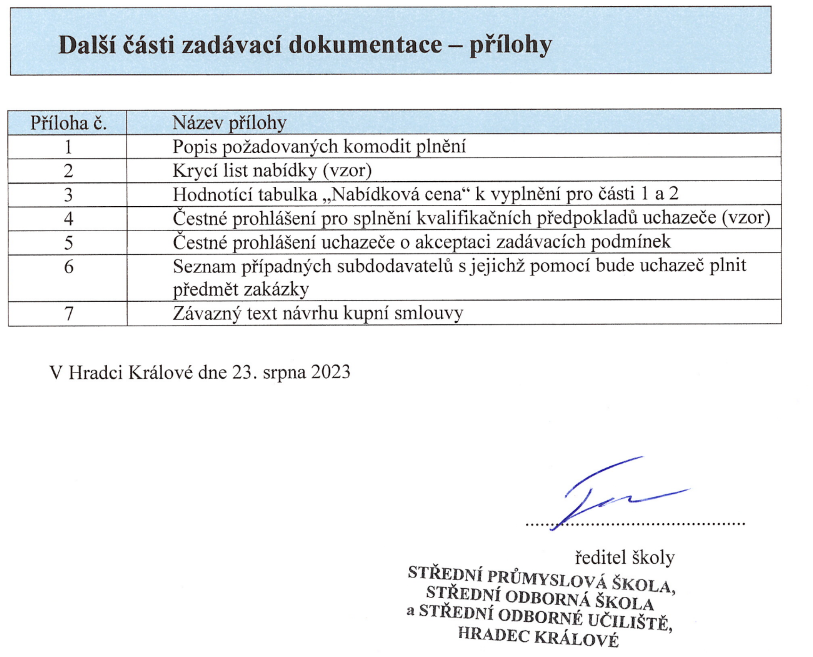 Další části zadávací dokumentace – přílohy
Příloha č. Název přílohy
1 Popis požadovaných komodit plnění
2 Krycí list nabídky (vzor)
3 Hodnotící tabulka „Nabídková cena“ k vyplnění pro části 1 a 2
4 Čestné prohlášení pro splnění kvalifikačních předpokladů uchazeče (vzor)
5 Čestné prohlášení uchazeče o akceptaci zadávacích podmínek
6 Seznam případných subdodavatelů s jejichž pomocí bude uchazeč plnit
předmět zakázky
7 Závazný text návrhu kupní smlouvy
V Hradci Králové dne 23. srpna 2023
ředitel školy
STŘEDNÍ PRŮMYSLOVÁ ŠKOLA,
STŘEDNÍ ODBORNÁ ŠKOLA
a STŘEDNÍ ODBORNÉ UČILIŠTĚ,
HRADEC KRÁLOVÉ